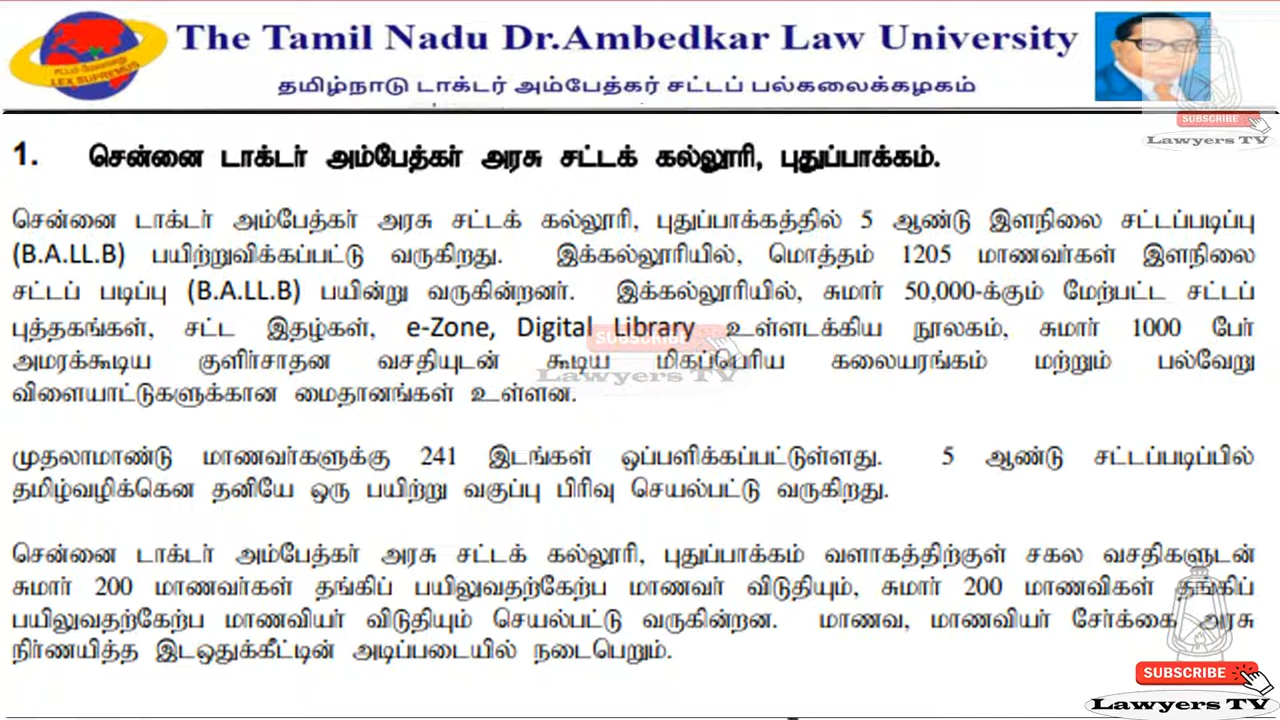 The Tamil Nadu Dr.Ambedkar Law University
தமிழ்நாடு டாக்டர் அம்பேத்கர் சட்டப் பல்கலைக்கழகம்
LEX SUPREMUS
SUBSCRIBE
Lawyers TV
1. சென்னை டாக்டர் அம்பேத்கர் அரசு சட்டக் கல்லூரி, புதுப்பாக்கம்.
சென்னை டாக்டர் அம்பேத்கர் அரசு சட்டக் கல்லூரி, புதுப்பாக்கத்தில் 5 ஆண்டு இளநிலை சட்டப்படிப்பு
(B.A.LL.B) பயிற்றுவிக்கப்பட்டு வருகிறது. இக்கல்லூரியில், மொத்தம் 1205 மாணவர்கள் இளநிலை
சட்டப் படிப்பு (B.A.LL.B) பயின்று வருகின்றனர். இக்கல்லூரியில், சுமார் 50,000-க்கும் மேற்பட்ட சட்டப்
புத்தகங்கள், சட்ட இதழ்கள், e-Zone, Digital Library உள்ளடக்கிய நூலகம், சுமார் 1000 பேர்
SUBSCRIBE
அமரக்கூடிய குளிர்சாதன வசதியுடன் கூடிய மிகப்பெரிய கலையரங்கம் மற்றும் பல்வேறு
Lawyers TV
விளையாட்டுகளுக்கான மைதானங்கள் உள்ளன.
முதலாமாண்டு மாணவர்களுக்கு 241 இடங்கள் ஒப்பளிக்கப்பட்டுள்ளது. 5 ஆண்டு சட்டப்படிப்பில்
தமிழ்வழிக்கென தனியே ஒரு பயிற்று வகுப்பு பிரிவு செயல்பட்டு வருகிறது.
சென்னை டாக்டர் அம்பேத்கர் அரசு சட்டக் கல்லூரி, புதுப்பாக்கம் வளாகத்திற்குள் சகல வசதிகளுடன்
சுமார் 200 மாணவர்கள் தங்கிப் பயிலுவதற்கேற்ப மாணவர் விடுதியும், சுமார் 200 மாணவிகள் தங்கிப்
பயிலுவதற்கேற்ப மாணவியர் விடுதியும் செயல்பட்டு வருகின்றன. மாணவ, மாணவியர் சேர்க்கை அரசு
நிர்ணயித்த இடஒதுக்கீட்டின் அடிப்படையில் நடைபெறும்.
SUBSCRIBE
Lawyers TV